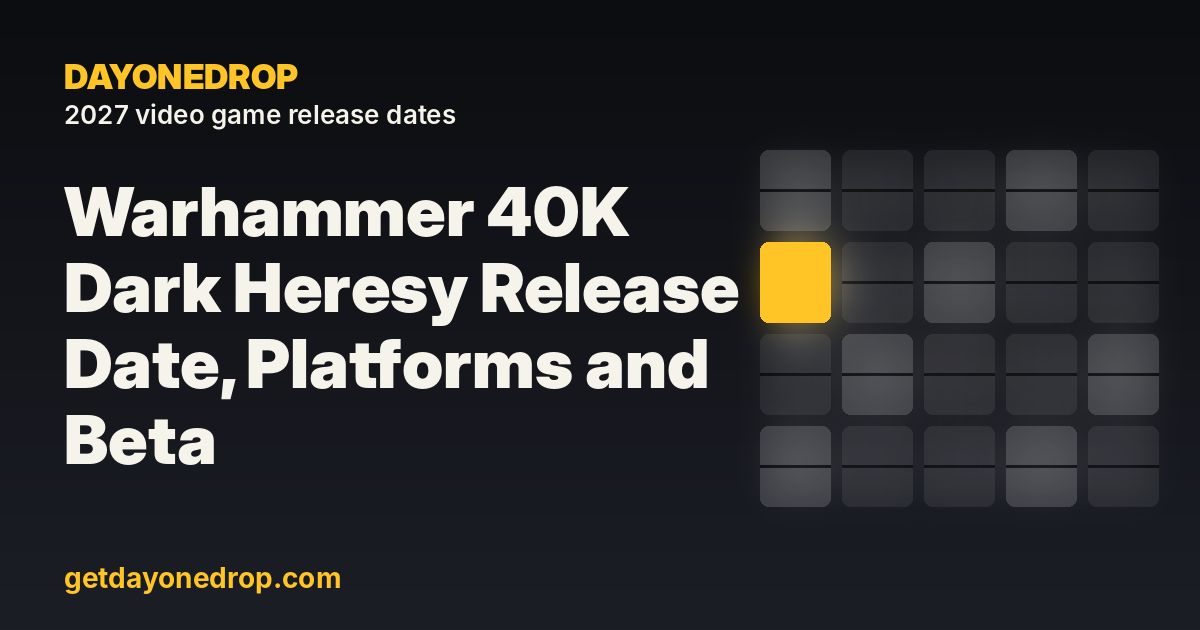 DAYONEDROP
2027 video game release dates
Warhammer 40K
Dark Heresy Release
Date, Platforms and
Beta
getdayonedrop.com